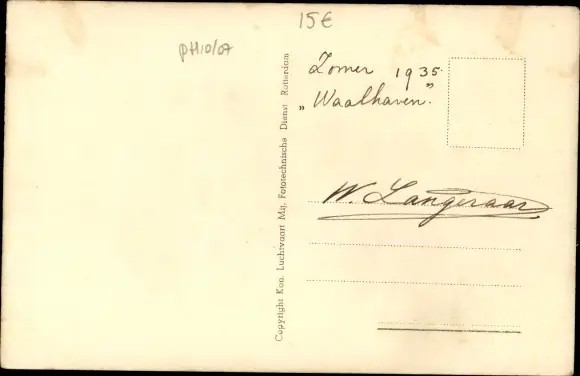 15€
PH10/07
Zomer 1935.
„Waalhaven.”
W. Langeraar
Copyright Kon. Luchtvaart Mij. Fototechnische Dienst Rotterdam